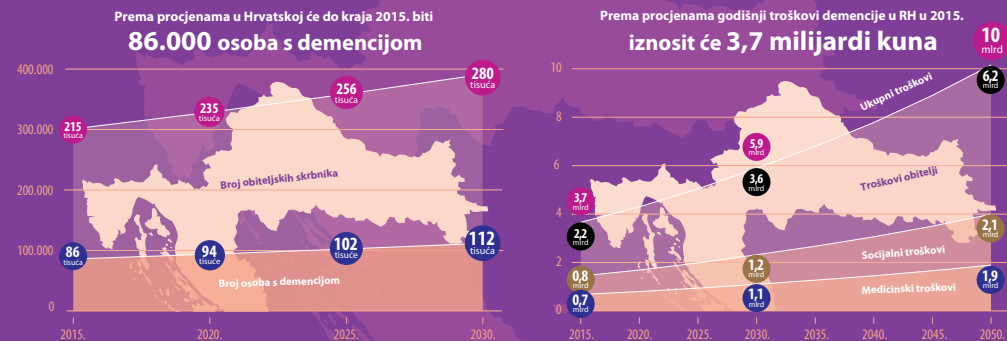 Prema procjenama u Hrvatskoj će do kraja 2015. biti
86.000 osoba s demencijom
400.000
300.000
200.000
100.000
0
215
tisuća
235
tisuća
256
tisuća
280
tisuća
Broj obiteljskih skrbnika
86
tisuća
94
tisuće
102
tisuće
112
tisuća
Broj osoba s demencijom
2015.
2020.
2025.
2030.
Prema procjenama godišnji troškovi demencije u RH u 2015.
iznosit će 3,7 milijardi kuna
10
8
6
4
2
0
10
mlrd
6,2
mlrd
Ukupni troškovi
5,9
mlrd
3,6
mlrd
Troškovi obitelji
3,7
mlrd
2,2
mlrd
2,1
mlrd
Socijalni troškovi
1,2
mlrd
0,8
mlrd
1,9
mlrd
Medicinski troškovi
1,1
mlrd
0,7
mlrd
2015.
2020.
2025.
2030.
2035.
2040.
2045.
2050.